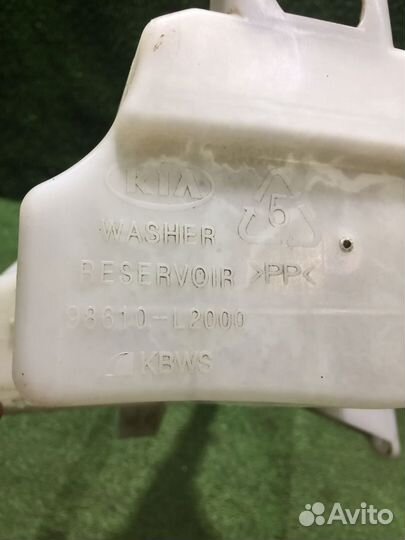 KIA
5
WASHER
RESERVOIR >PP<
98610-L2000
KBWS
Avito